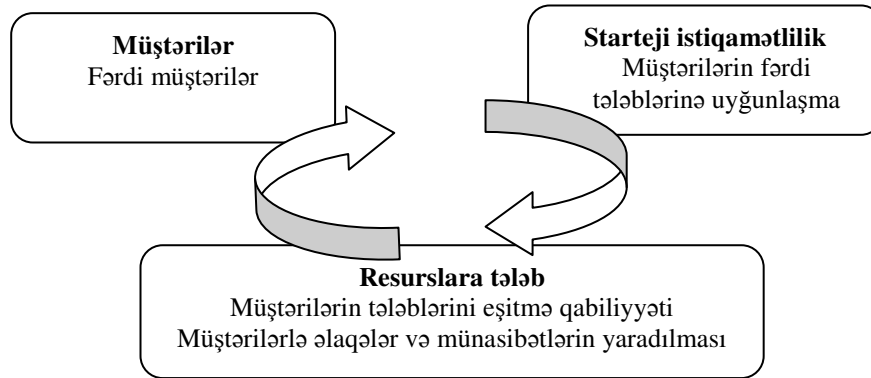 Müştərilər
Fərdi müştərilər
Starteji istiqamətlilik
Müştərilərin fərdi
tələblərinə uyğunlaşma
Resurslara tələb
Müştərilərin tələblərini eşitmə qabiliyyəti
Müştərilərlə əlaqələr və münasibətlərin yaradılması